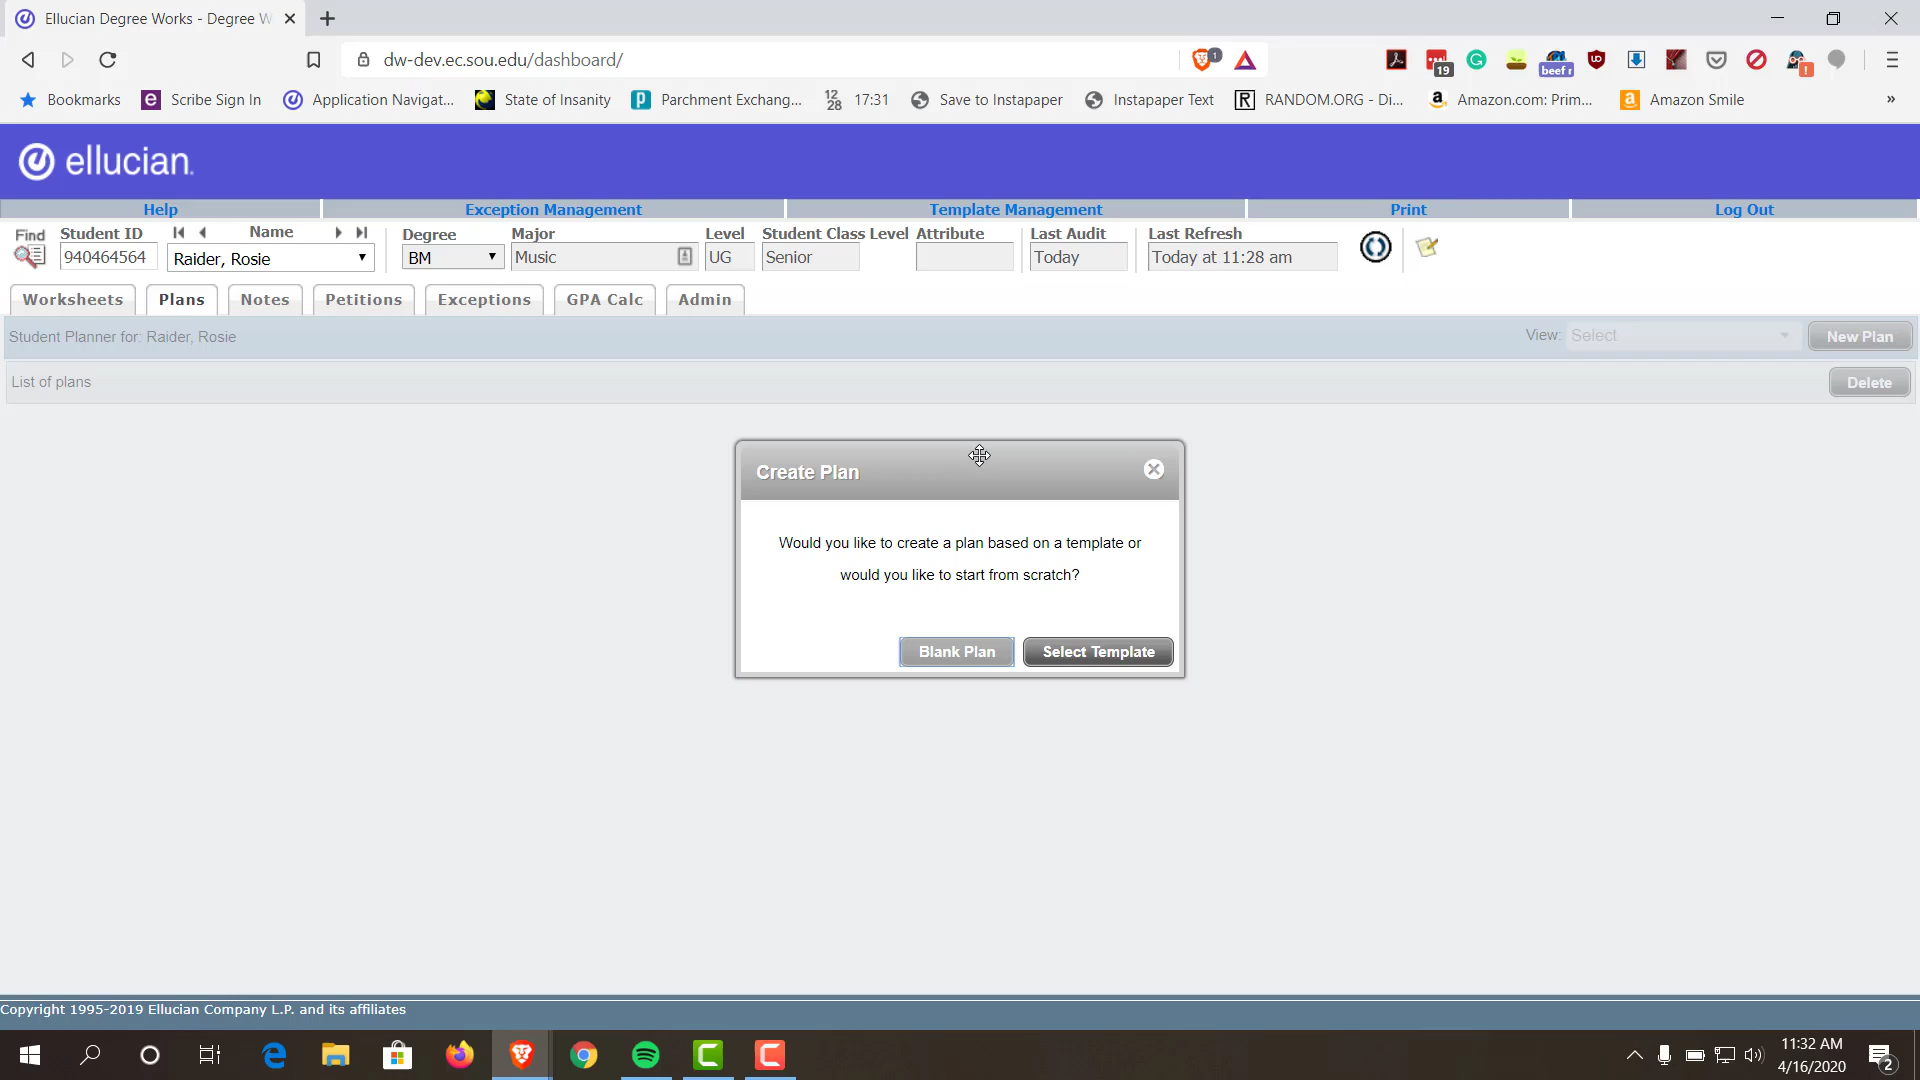 Ellucian Degree Works - Degree W
dw-dev.ec.sou.edu/dashboard/
1
19
beef r
!
Bookmarks
Scribe Sign In
Application Navigat...
State of Insanity
Parchment Exchang...
12
28
17:31
Save to Instapaper
Instapaper Text
RANDOM.ORG - Di...
Amazon.com: Prim...
Amazon Smile
»
ellucian.
Help
Exception Management
Template Management
Print
Log Out
Find
Student ID
Name
Degree
Major
Level
Student Class Level
Attribute
Last Audit
Last Refresh
940464564
Raider, Rosie
BM
Music
UG
Senior
Today
Today at 11:28 am
Worksheets
Plans
Notes
Petitions
Exceptions
GPA Calc
Admin
Student Planner for: Raider, Rosie
View:
Select
New Plan
List of plans
Delete
Create Plan
Would you like to create a plan based on a template or
would you like to start from scratch?
Blank Plan
Select Template
Copyright 1995-2019 Ellucian Company L.P. and its affiliates
11:32 AM
4/16/2020
2